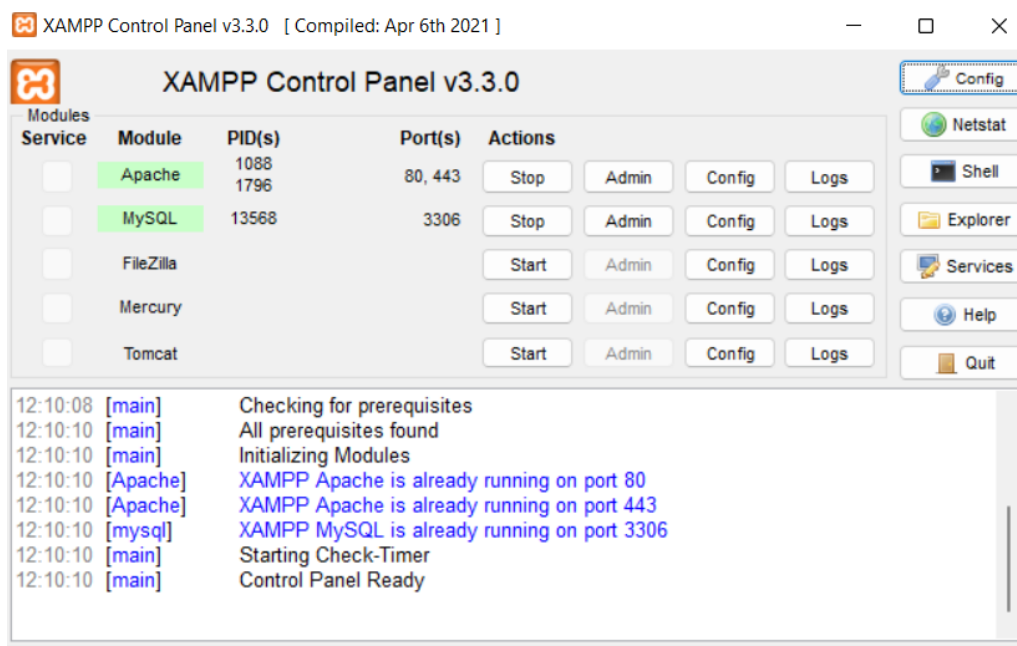 XAMPP Control Panel v3.3.0 [ Compiled: Apr 6th 2021 ]
XAMPP Control Panel v3.3.0
Config
Modules
Service Module PID(s) Port(s) Actions
Netstat
Apache 1088 1796 80, 443 Stop Admin Config Logs
Shell
MySQL 13568 3306 Stop Admin Config Logs
Explorer
FileZilla Start Admin Config Logs
Services
Mercury Start Admin Config Logs
Help
Tomcat Start Admin Config Logs
Quit
12:10:08 [main] Checking for prerequisites
12:10:10 [main] All prerequisites found
12:10:10 [main] Initializing Modules
12:10:10 [Apache] XAMPP Apache is already running on port 80
12:10:10 [Apache] XAMPP Apache is already running on port 443
12:10:10 [mysql] XAMPP MySQL is already running on port 3306
12:10:10 [main] Starting Check-Timer
12:10:10 [main] Control Panel Ready